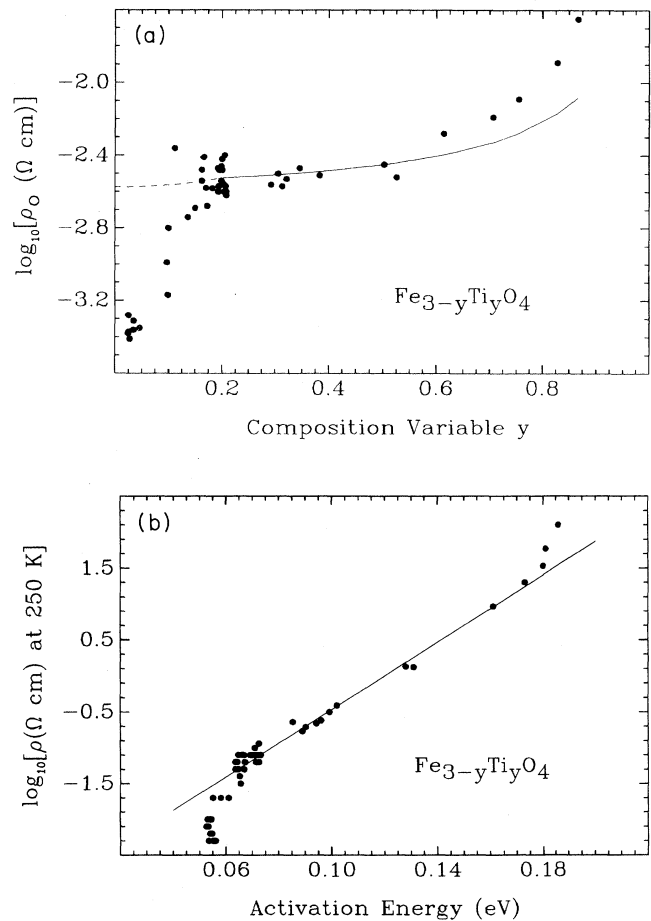 (a)
log₁₀[ρ_O (Ω cm)]
−2.0
−2.4
−2.8
−3.2
Fe₃₋yTiyO₄
0.2 0.4 0.6 0.8
Composition Variable y
(b)
log₁₀[ρ(Ω cm) at 250 K]
1.5
0.5
−0.5
−1.5
Fe₃₋yTiyO₄
0.06 0.10 0.14 0.18
Activation Energy (eV)